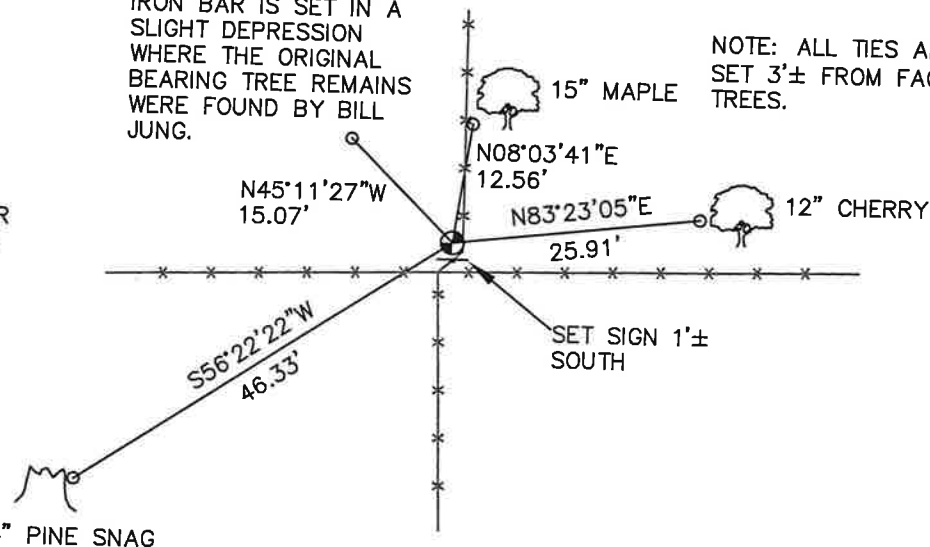 IRON BAR IS SET IN A
SLIGHT DEPRESSION
WHERE THE ORIGINAL
BEARING TREE REMAINS
WERE FOUND BY BILL
JUNG.
NOTE: ALL TIES
SET 3'± FROM
TREES.
15" MAPLE
N08°03'41"E
12.56'
N45°11'27"W
15.07'
N83°23'05"E
25.91'
12" CHERRY
SET SIGN 1'±
SOUTH
S56°22'22"W
46.33'
PINE SNAG